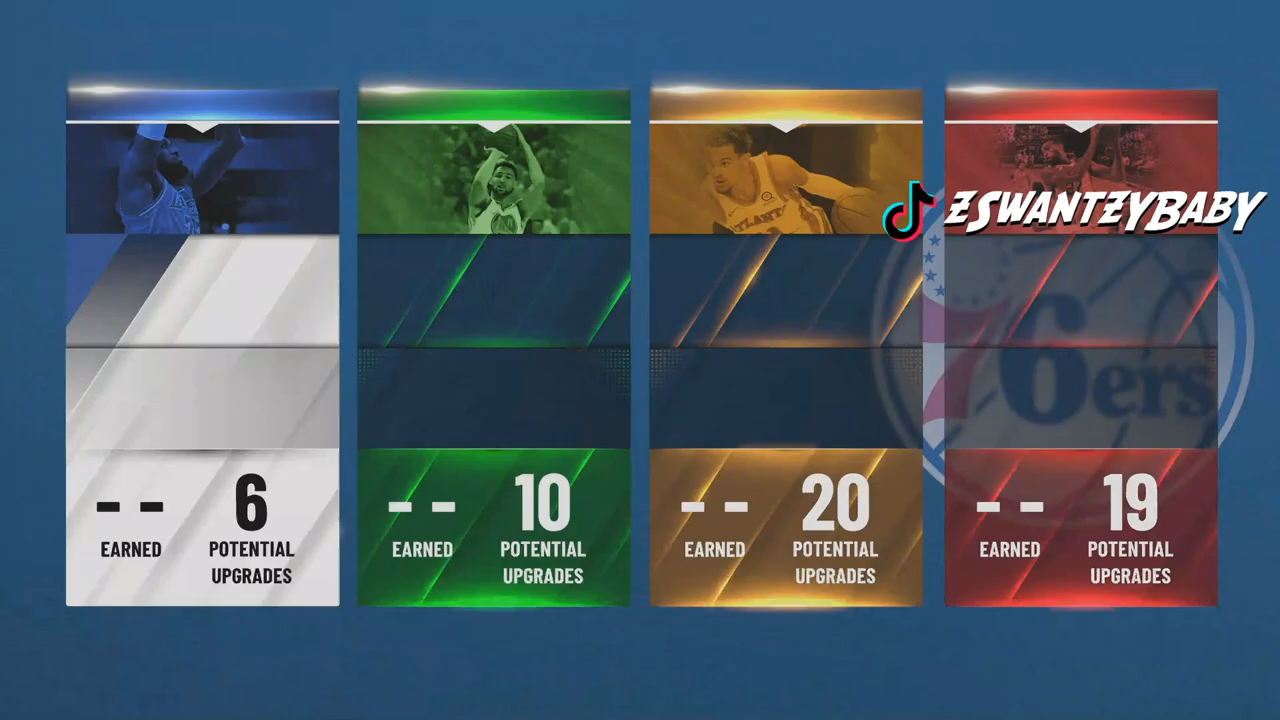 ZSWANTZYBABY
ATLANTA
76ers
-- 6
EARNED POTENTIAL
UPGRADES
-- 10
EARNED POTENTIAL
UPGRADES
-- 20
EARNED POTENTIAL
UPGRADES
-- 19
EARNED POTENTIAL
UPGRADES